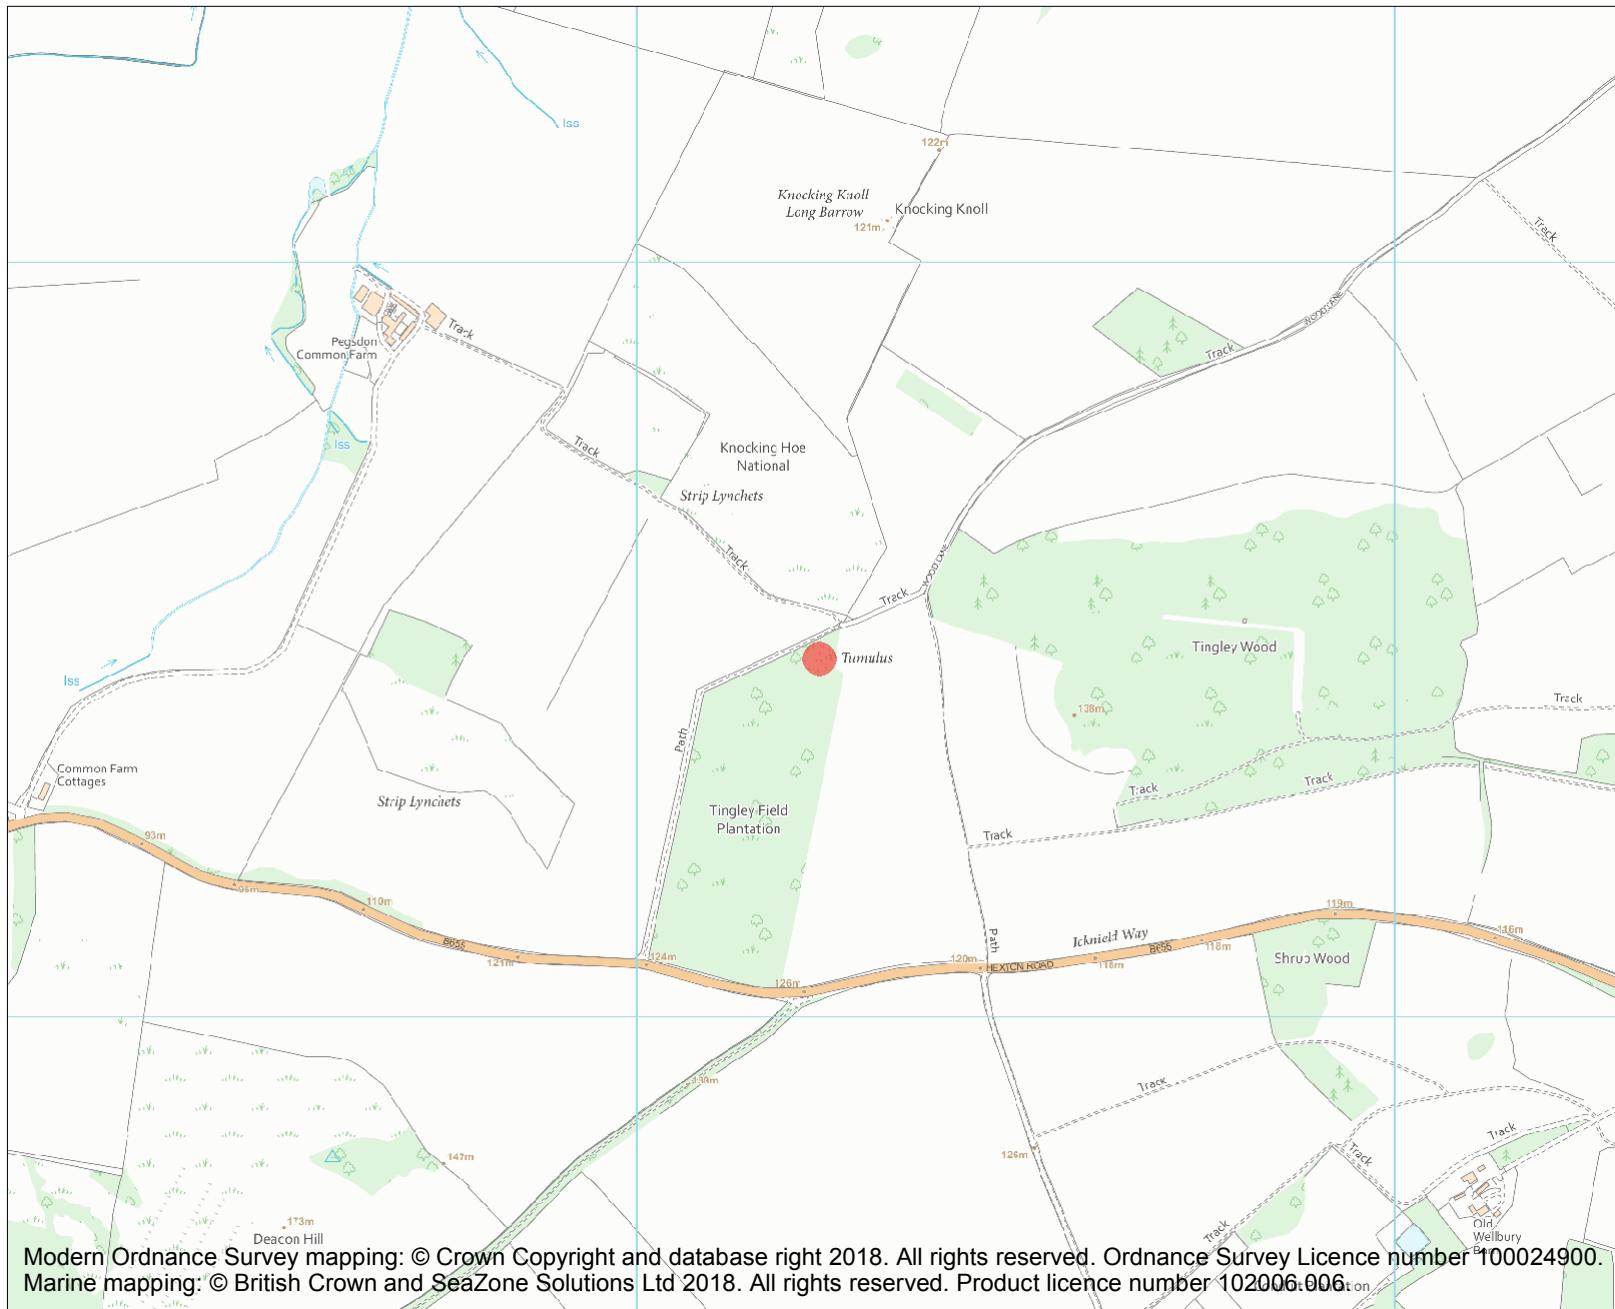 Iss
122m
Knocking Knoll
Long Barrow
Knocking Knoll
121m
Track
WOOD LANE
Track
Track
Pegsdon
Common Farm
Track
Knocking Hoe
National
Iss
Strip Lynchets
Track
WOOD LANE
Track
Tingley Wood
Tumulus
Iss
Track
138m
Path
Common Farm
Cottages
Track
Track
Strip Lynchets
Tingley Field
Plantation
93m
Track
110m
119m
B655
Path
Icknield Way
116m
121m
124m
118m
B655
120m
HEXTON ROAD
118m
Shrub Wood
126m
Track
Track
Track
147m
126m
Track
173m
Deacon Hill
Old
Wellbury
Modern Ordnance Survey mapping: © Crown Copyright and database right 2018. All rights reserved. Ordnance Survey Licence number 100024900.
Marine mapping: © British Crown and SeaZone Solutions Ltd 2018. All rights reserved. Product licence number 102006006.